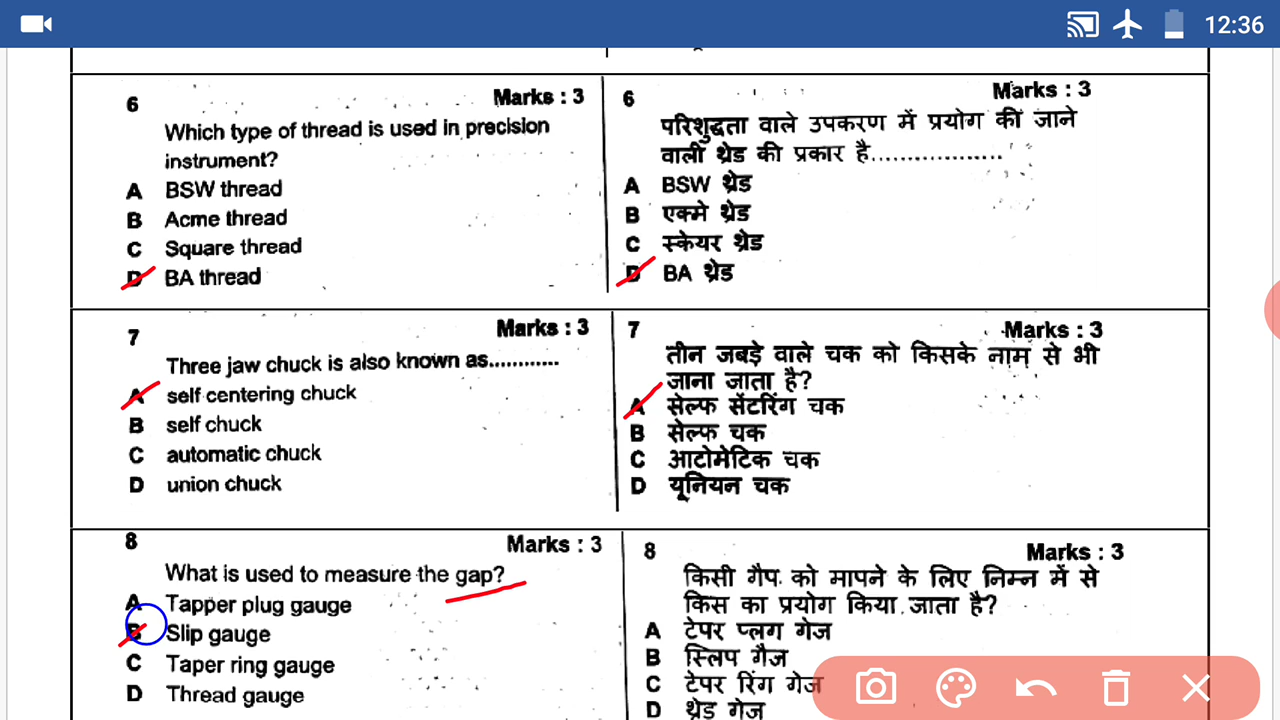 12:36
6
Marks : 3
Which type of thread is used in precision
instrument?
A BSW thread
B Acme thread
C Square thread
D BA thread
6
Marks : 3
परिशुद्धता वाले उपकरण में प्रयोग की जाने
वाली थ्रेड की प्रकार है...................
A BSW थ्रेड
B एक्मे थ्रेड
C स्केयर थ्रेड
D BA थ्रेड
7
Marks : 3
Three jaw chuck is also known as............
A self centering chuck
B self chuck
C automatic chuck
D union chuck
7
Marks : 3
तीन जबड़े वाले चक को किसके नाम से भी
जाना जाता है?
A सेल्फ सेंटरिंग चक
B सेल्फ चक
C आटोमेटिक चक
D यूनियन चक
8
Marks : 3
What is used to measure the gap?
A Tapper plug gauge
B Slip gauge
C Taper ring gauge
D Thread gauge
8
Marks : 3
किसी गैप को मापने के लिए निम्न में से
किस का प्रयोग किया जाता है?
A टेपर प्लग गेज
B स्लिप गैज
C टेपर रिंग गेज
D थ्रेड गेज